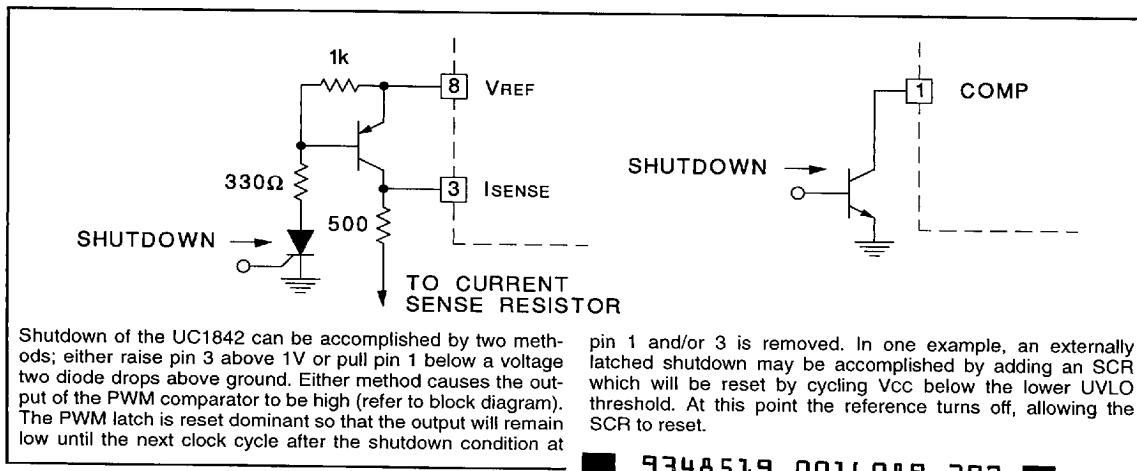 1k
8 VREF
330Ω
3 ISENSE
500
SHUTDOWN
TO CURRENT
SENSE RESISTOR
1 COMP
SHUTDOWN
Shutdown of the UC1842 can be accomplished by two meth-
ods; either raise pin 3 above 1V or pull pin 1 below a voltage
two diode drops above ground. Either method causes the out-
put of the PWM comparator to be high (refer to block diagram).
The PWM latch is reset dominant so that the output will remain
low until the next clock cycle after the shutdown condition at
pin 1 and/or 3 is removed. In one example, an externally
latched shutdown may be accomplished by adding an SCR
which will be reset by cycling VCC below the lower UVLO
threshold. At this point the reference turns off, allowing the
SCR to reset.